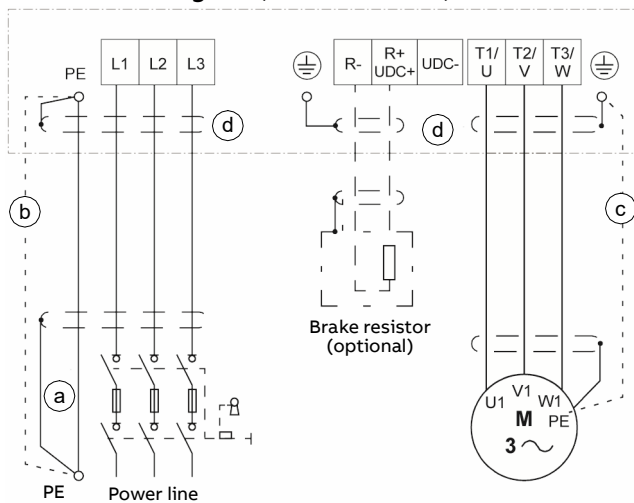 PE
L1 L2 L3
R- R+ UDC+ UDC- T1/ U T2/ V T3/ W
d d
b c
Brake resistor
(optional)
a
U1 V1 W1
M PE
3
PE Power line